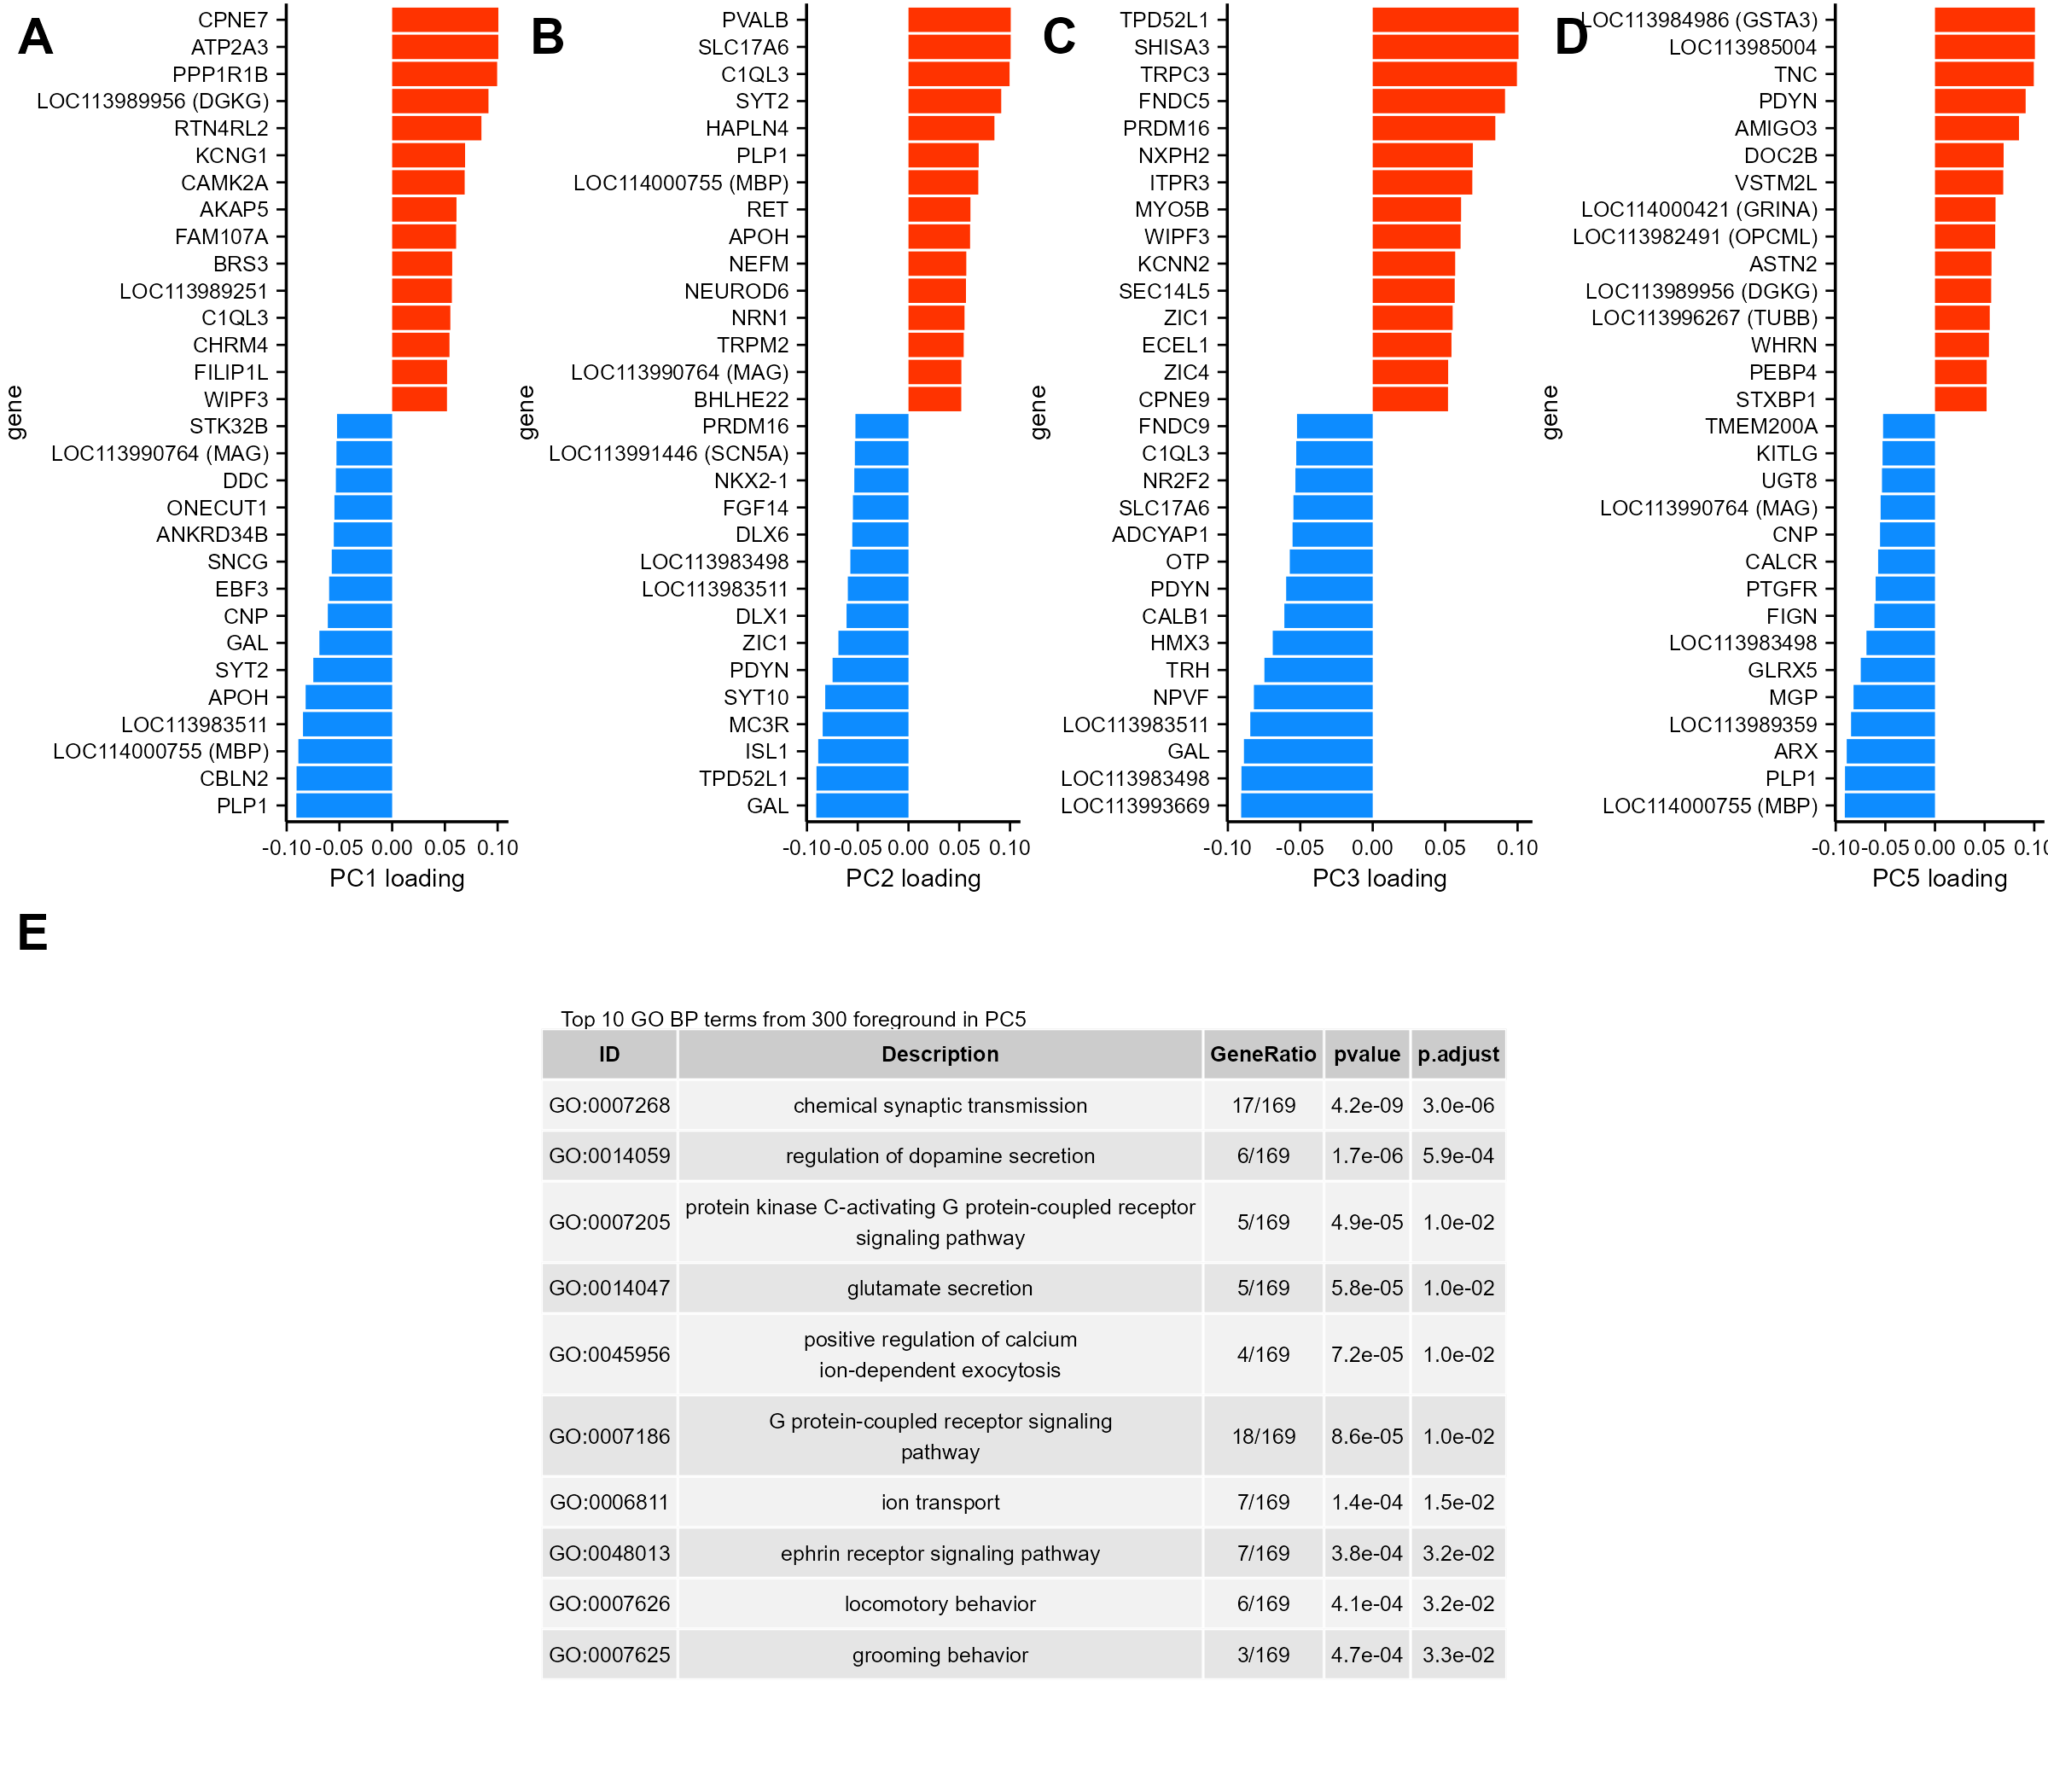 A
CPNE7
ATP2A3
PPP1R1B
LOC113989956 (DGKG)
RTN4RL2
KCNG1
CAMK2A
AKAP5
FAM107A
BRS3
LOC113989251
C1QL3
CHRM4
FILIP1L
WIPF3
STK32B
LOC113990764 (MAG)
DDC
ONECUT1
ANKRD34B
SNCG
EBF3
CNP
GAL
SYT2
APOH
LOC113983511
LOC114000755 (MBP)
CBLN2
PLP1
gene
-0.10 -0.05 0.00 0.05 0.10
PC1 loading
B
PVALB
SLC17A6
C1QL3
SYT2
HAPLN4
PLP1
LOC114000755 (MBP)
RET
APOH
NEFM
NEUROD6
NRN1
TRPM2
LOC113990764 (MAG)
BHLHE22
PRDM16
LOC113991446 (SCN5A)
NKX2-1
FGF14
DLX6
LOC113983498
LOC113983511
DLX1
ZIC1
PDYN
SYT10
MC3R
ISL1
TPD52L1
GAL
gene
-0.10 -0.05 0.00 0.05 0.10
PC2 loading
C
TPD52L1
SHISA3
TRPC3
FNDC5
PRDM16
NXPH2
ITPR3
MYO5B
WIPF3
KCNN2
SEC14L5
ZIC1
ECEL1
ZIC4
CPNE9
FNDC9
C1QL3
NR2F2
SLC17A6
ADCYAP1
OTP
PDYN
CALB1
HMX3
TRH
NPVF
LOC113983511
GAL
LOC113983498
LOC113993669
gene
-0.10 -0.05 0.00 0.05 0.10
PC3 loading
D
LOC113984986 (GSTA3)
LOC113985004
TNC
PDYN
AMIGO3
DOC2B
VSTM2L
LOC114000421 (GRINA)
LOC113982491 (OPCML)
ASTN2
LOC113989956 (DGKG)
LOC113996267 (TUBB)
WHRN
PEBP4
STXBP1
TMEM200A
KITLG
UGT8
LOC113990764 (MAG)
CNP
CALCR
PTGFR
FIGN
LOC113983498
GLRX5
MGP
LOC113989359
ARX
PLP1
LOC114000755 (MBP)
gene
-0.10 -0.05 0.00 0.05 0.10
PC5 loading
E
Top 10 GO BP terms from 300 foreground in PC5
ID Description GeneRatio pvalue p.adjust
GO:0007268 chemical synaptic transmission 17/169 4.2e-09 3.0e-06
GO:0014059 regulation of dopamine secretion 6/169 1.7e-06 5.9e-04
GO:0007205 protein kinase C-activating G protein-coupled receptor
signaling pathway 5/169 4.9e-05 1.0e-02
GO:0014047 glutamate secretion 5/169 5.8e-05 1.0e-02
GO:0045956 positive regulation of calcium
ion-dependent exocytosis 4/169 7.2e-05 1.0e-02
GO:0007186 G protein-coupled receptor signaling
pathway 18/169 8.6e-05 1.0e-02
GO:0006811 ion transport 7/169 1.4e-04 1.5e-02
GO:0048013 ephrin receptor signaling pathway 7/169 3.8e-04 3.2e-02
GO:0007626 locomotory behavior 6/169 4.1e-04 3.2e-02
GO:0007625 grooming behavior 3/169 4.7e-04 3.3e-02